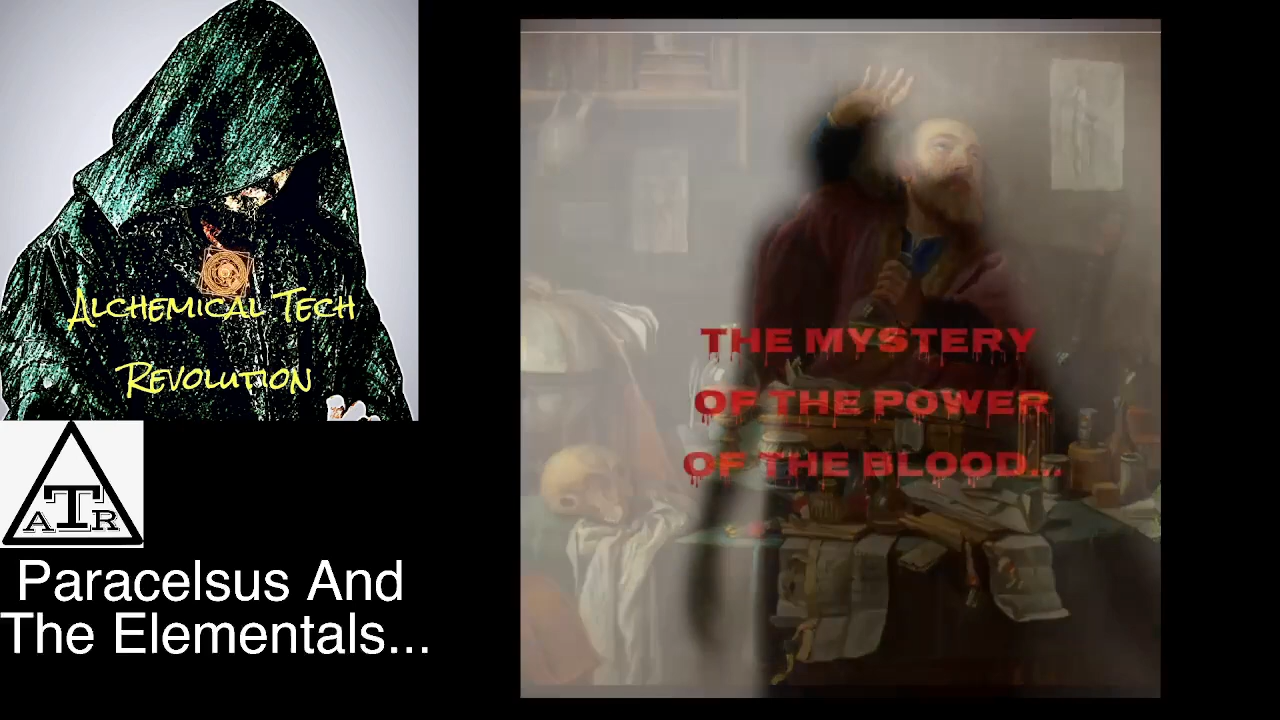 Alchemical Tech
Revolution
ATR
Paracelsus And
The Elementals...
THE MYSTERY
OF THE POWER
OF THE BLOOD...